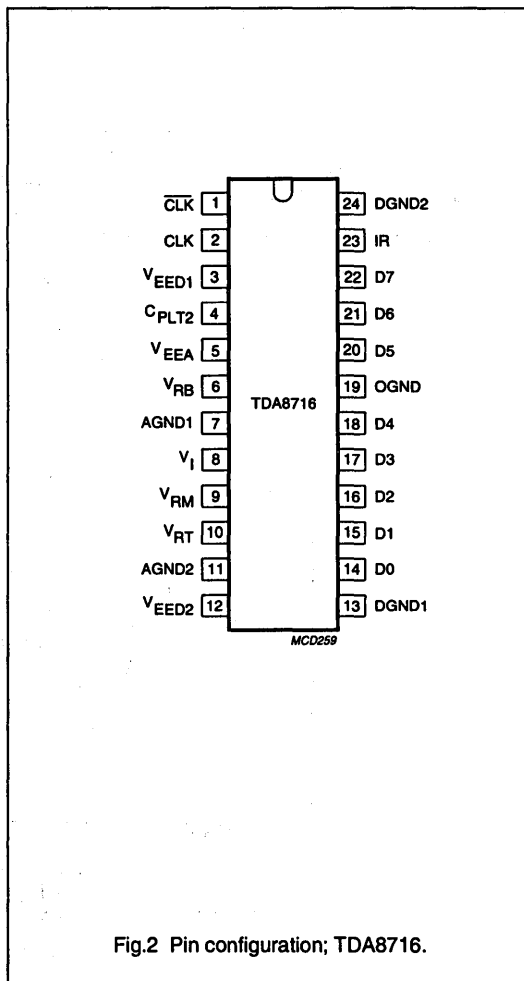 C̅L̅K̅ 1 24 DGND2
CLK 2 23 IR
VEED1 3 22 D7
CPLT2 4 21 D6
VEEA 5 20 D5
VRB 6 19 OGND
TDA8716
AGND1 7 18 D4
VI 8 17 D3
VRM 9 16 D2
VRT 10 15 D1
AGND2 11 14 D0
VEED2 12 13 DGND1
MCD259
Fig.2 Pin configuration; TDA8716.